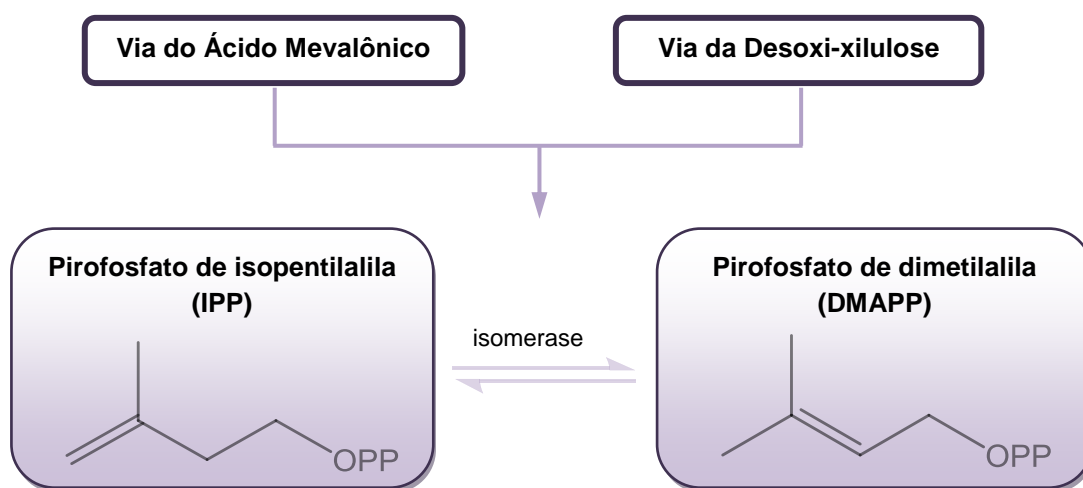 Via do Ácido Mevalônico
Via da Desoxi-xilulose
Pirofosfato de isopentilalila
(IPP)
isomerase
Pirofosfato de dimetilalila
(DMAPP)
OPP
OPP